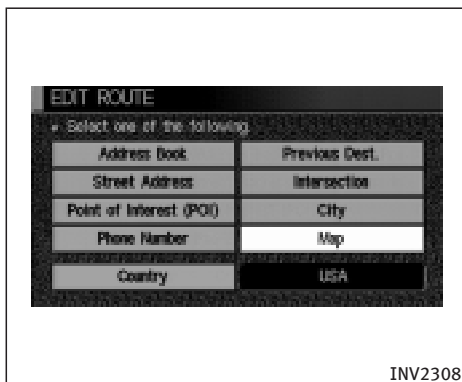 EDIT ROUTE
Select one of the following
Address Book Previous Dest.
Street Address Intersection
Point of Interest (POI) City
Phone Number Map
Country USA
INV2308